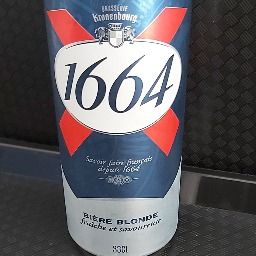 BRASSERIE
Kronenbourg
1664
Savoir faire français
depuis 1664
BIÈRE BLONDE
fraîche et savoureuse